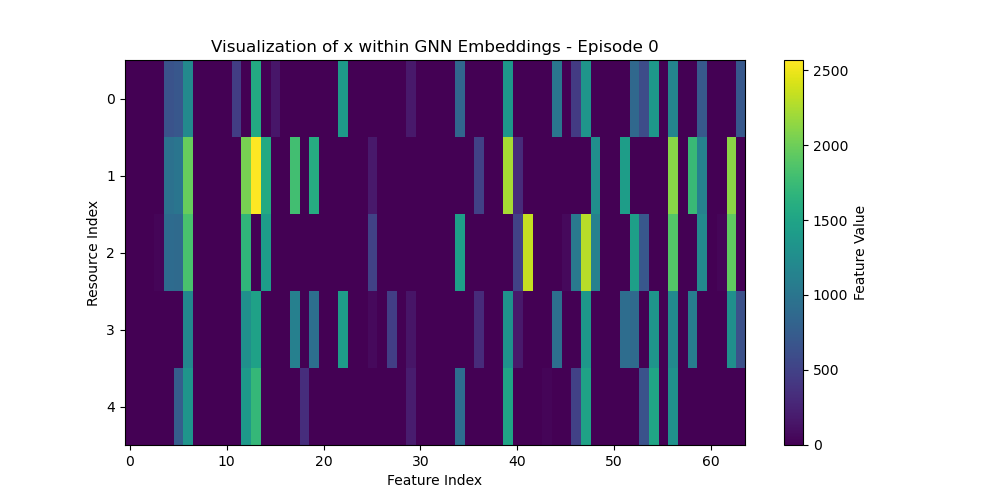 Visualization of x within GNN Embeddings - Episode 0
Resource Index
0
1
2
3
4
0 10 20 30 40 50 60
Feature Index
2500
2000
1500
1000
500
0
Feature Value